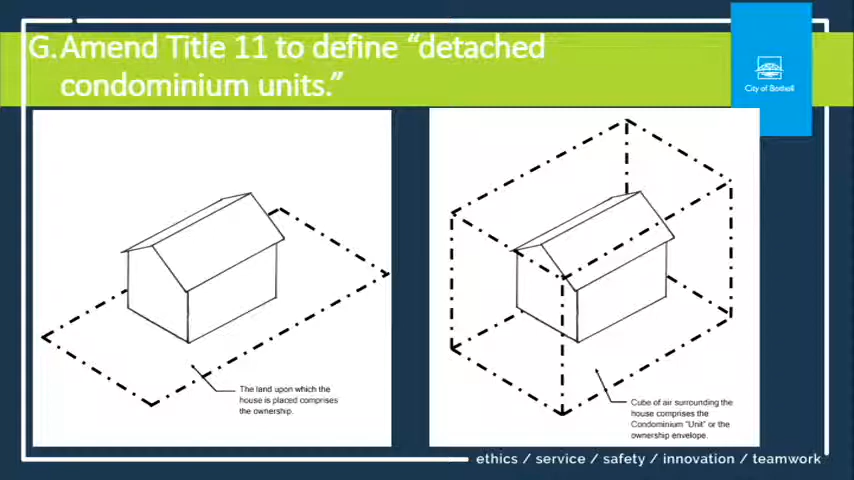 G. Amend Title 11 to define “detached
condominium units.”
City of Bothell
The land upon which the
house is placed comprises
the ownership.
Cube of air surrounding the
house comprises the
Condominium "Unit" or the
ownership envelope.
ethics / service / safety / innovation / teamwork